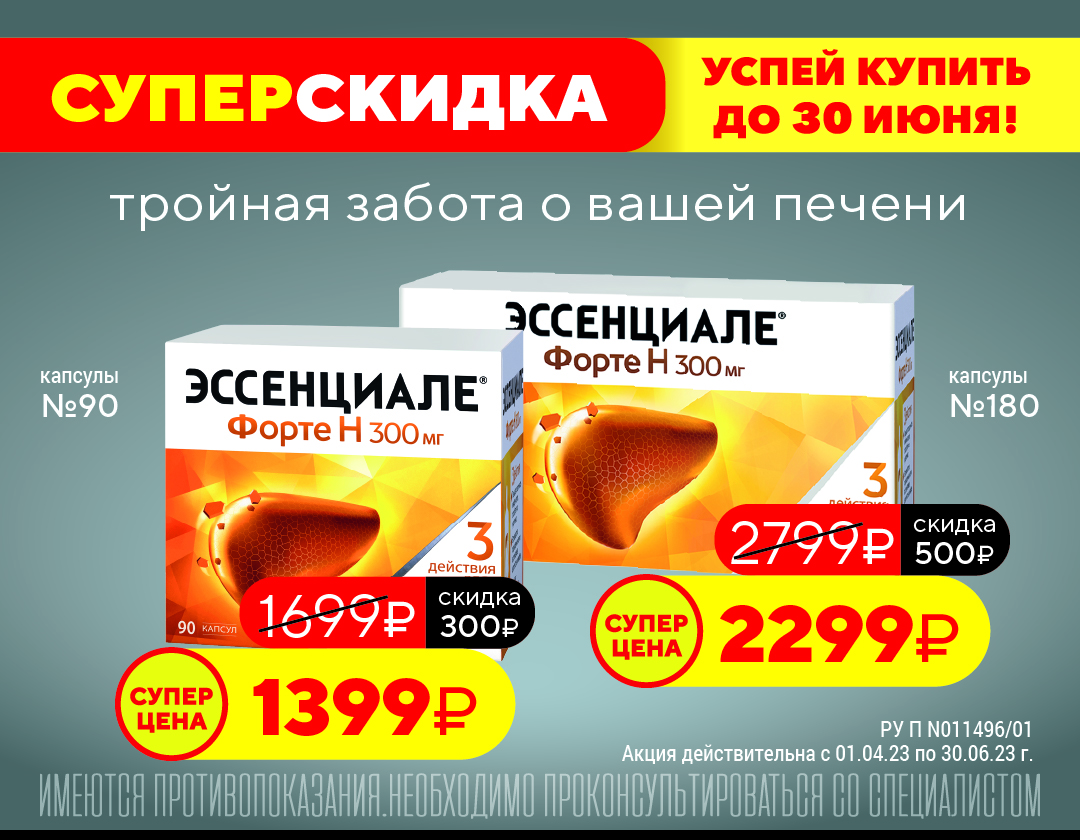 СУПЕРСКИДКА
УСПЕЙ КУПИТЬ
ДО 30 ИЮНЯ!
тройная забота о вашей печени
капсулы
№90
ЭССЕНЦИАЛЕ®
Форте Н 300 мг
3
действия
90 КАПСУЛ
1699₽
скидка
300₽
СУПЕР
ЦЕНА
1399₽
ЭССЕНЦИАЛЕ®
Форте Н 300 мг
3
действия
капсулы
№180
2799₽
скидка
500₽
СУПЕР
ЦЕНА
2299₽
РУ П N011496/01
Акция действительна с 01.04.23 по 30.06.23 г.
ИМЕЮТСЯ ПРОТИВОПОКАЗАНИЯ.НЕОБХОДИМО ПРОКОНСУЛЬТИРОВАТЬСЯ СО СПЕЦИАЛИСТОМ